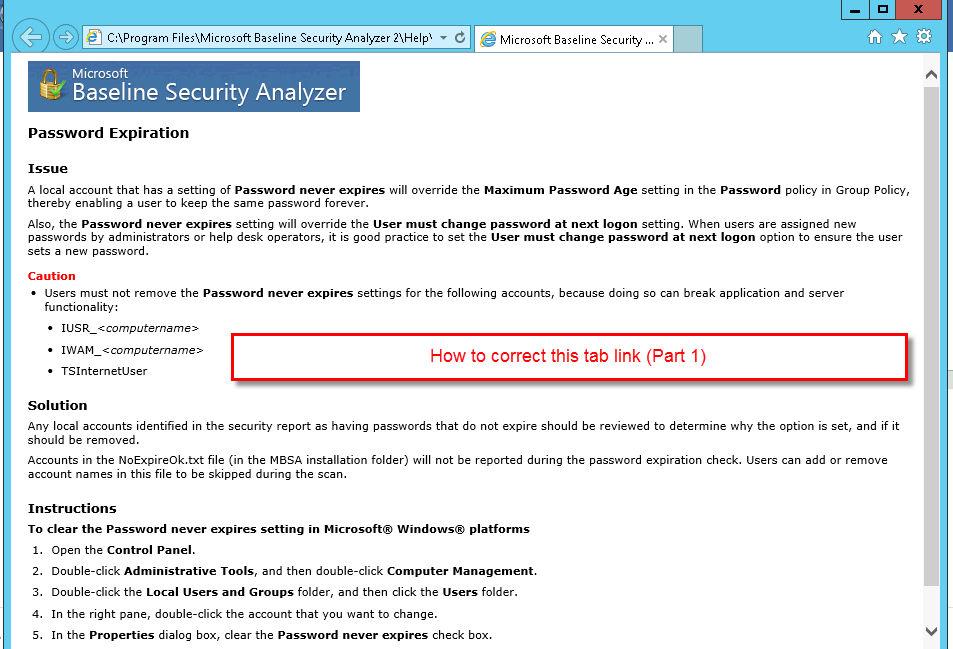 C:\Program Files\Microsoft Baseline Security Analyzer 2\Help\
Microsoft Baseline Security ...
Microsoft
Baseline Security Analyzer
Password Expiration
Issue
A local account that has a setting of Password never expires will override the Maximum Password Age setting in the Password policy in Group Policy,
thereby enabling a user to keep the same password forever.
Also, the Password never expires setting will override the User must change password at next logon setting. When users are assigned new
passwords by administrators or help desk operators, it is good practice to set the User must change password at next logon option to ensure the user
sets a new password.
Caution
• Users must not remove the Password never expires settings for the following accounts, because doing so can break application and server
functionality:
• IUSR_<computername>
• IWAM_<computername>
• TSInternetUser
How to correct this tab link (Part 1)
Solution
Any local accounts identified in the security report as having passwords that do not expire should be reviewed to determine why the option is set, and if it
should be removed.
Accounts in the NoExpireOk.txt file (in the MBSA installation folder) will not be reported during the password expiration check. Users can add or remove
account names in this file to be skipped during the scan.
Instructions
To clear the Password never expires setting in Microsoft® Windows® platforms
1. Open the Control Panel.
2. Double-click Administrative Tools, and then double-click Computer Management.
3. Double-click the Local Users and Groups folder, and then click the Users folder.
4. In the right pane, double-click the account that you want to change.
5. In the Properties dialog box, clear the Password never expires check box.